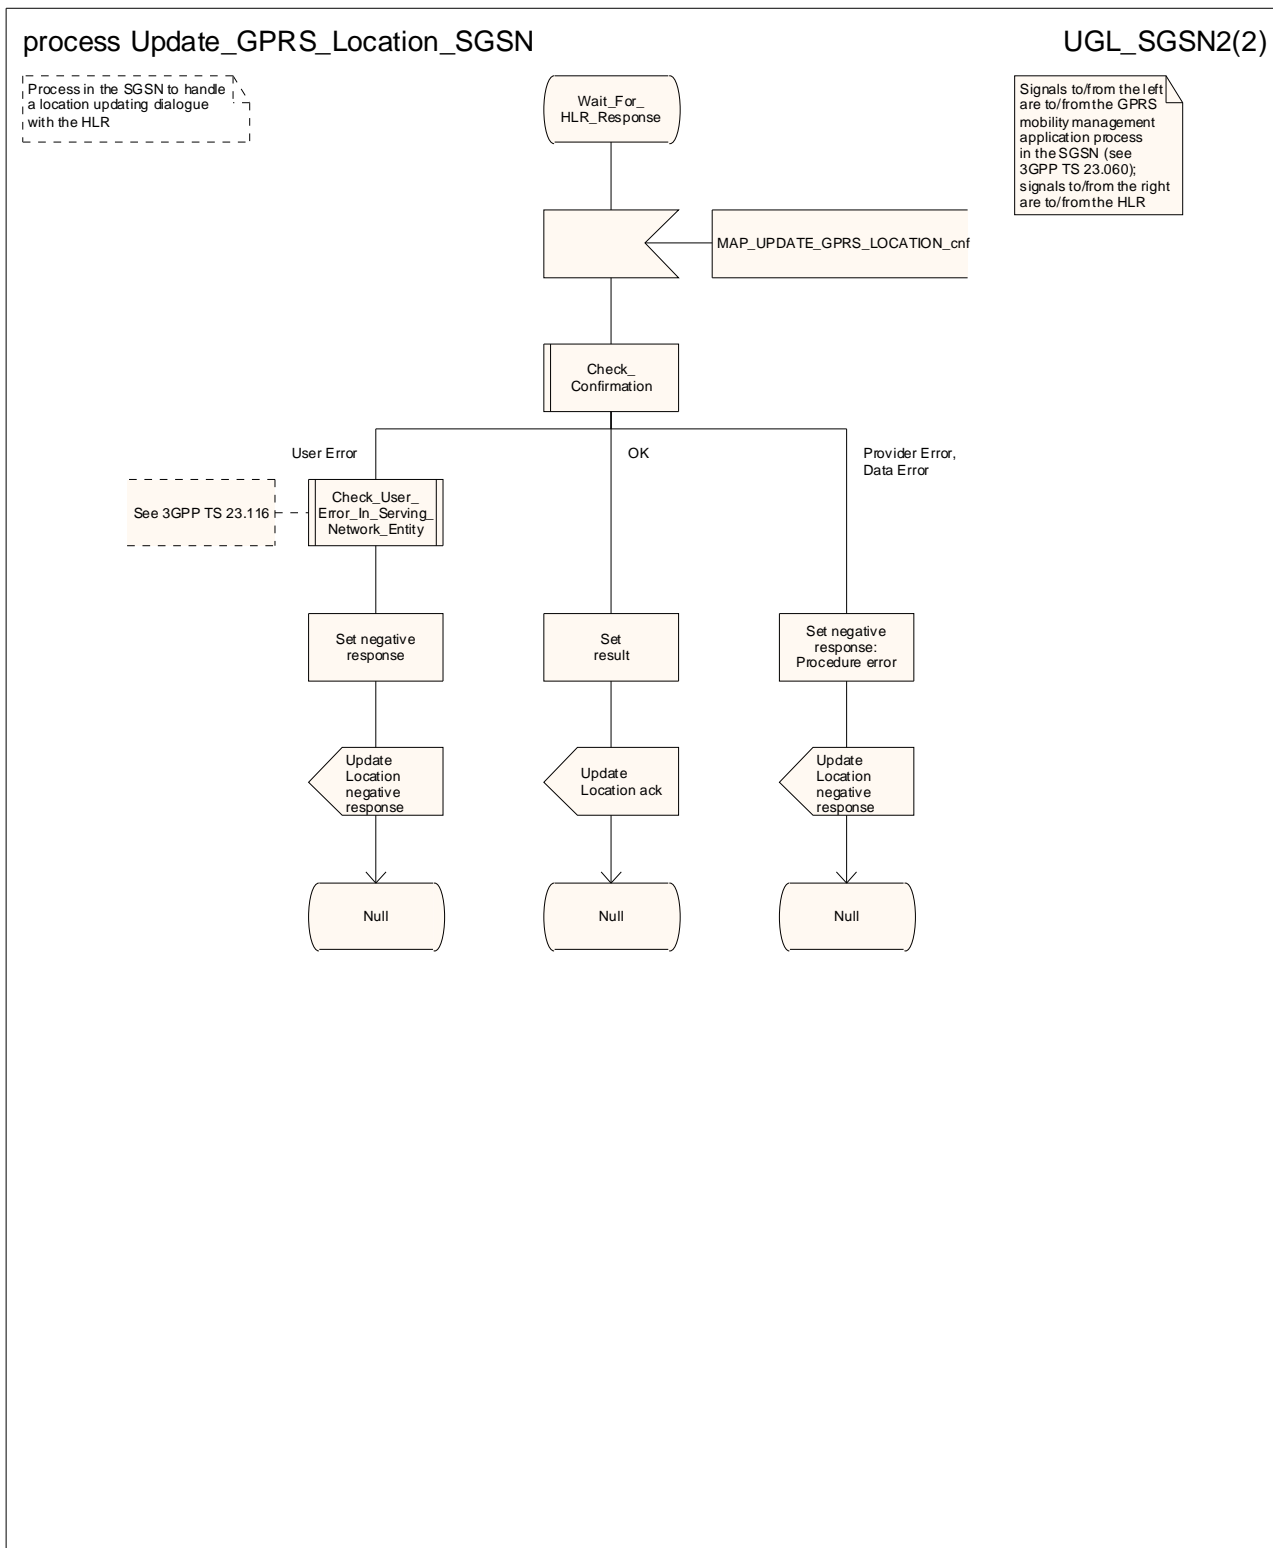 process Update_GPRS_Location_SGSN
UGL_SGSN2(2)
Process in the SGSN to handle
a location updating dialogue
with the HLR
Wait_For_
HLR_Response
Signals to/from the left
are to/from the GPRS
mobility management
application process
in the SGSN (see
3GPP TS 23.060);
signals to/from the right
are to/from the HLR
MAP_UPDATE_GPRS_LOCATION_cnf
Check_
Confirmation
User Error
OK
Provider Error,
Data Error
See 3GPP TS 23.116
Check_User_
Error_In_Serving_
Network_Entity
Set negative
response
Set
result
Set negative
response:
Procedure error
Update
Location
negative
response
Update
Location ack
Update
Location
negative
response
Null
Null
Null